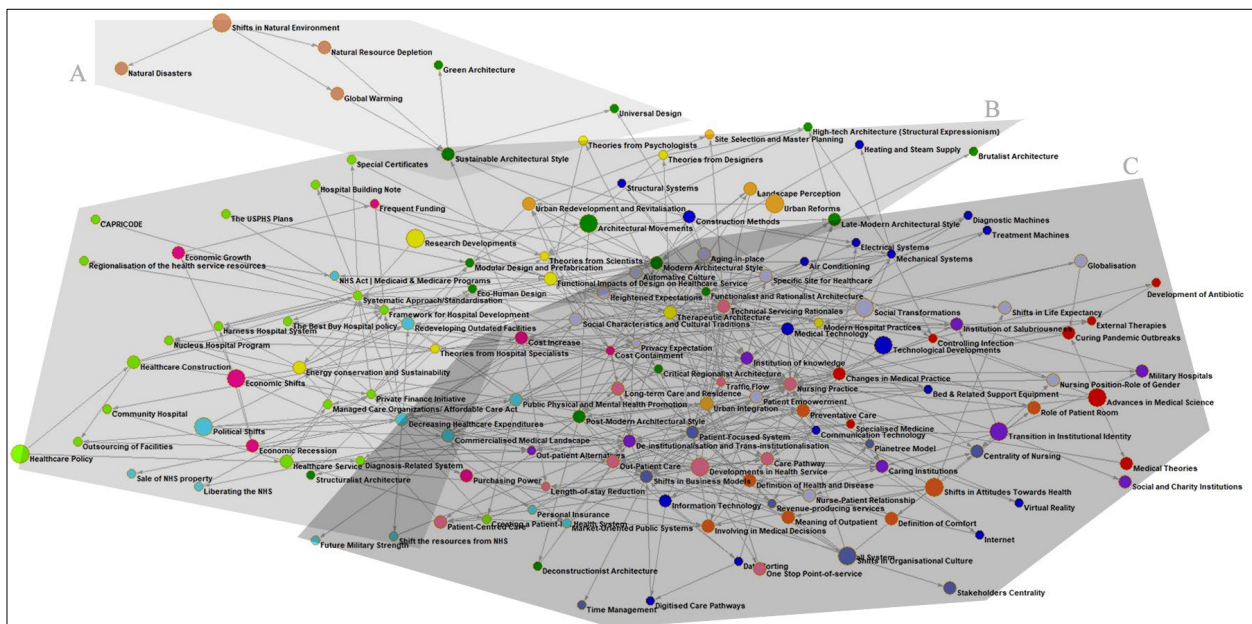 Shifts in Natural Environment
A
Natural Resource Depletion
Natural Disasters
Green Architecture
Global Warming
Universal Design
B
Site Selection and Master Planning
High-tech Architecture (Structural Expressionism)
Theories from Psychologists
Heating and Steam Supply
Brutalist Architecture
Special Certificates
Sustainable Architectural Style
Theories from Designers
C
Hospital Building Note
Structural Systems
Landscape Perception
Frequent Funding
Urban Redevelopment and Revitalisation
Urban Reforms
The USPHS Plans
CAPRICODE
Architectural Movements
Construction Methods
Late-Modern Architectural Style
Diagnostic Machines
Treatment Machines
Research Developments
Electrical Systems
Mechanical Systems
Economic Growth
Theories from Scientists
Aging-in-place
Regionalisation of the health service resources
Modular Design and Prefabrication
Modern Architectural Style
Air Conditioning
Globalisation
NHS Act | Medicaid & Medicare Programs
Functional Impacts of Design on Healthcare Service
Automative Culture
Specific Site for Healthcare
Development of Antibiotic
Systematic Approach/Standardisation
Eco-Human Design
Heightened Expectations
Functionalist and Rationalist Architecture
Framework for Hospital Development
Therapeutic Architecture
Technical Servicing Rationales
Social Transformations
Shifts in Life Expectancy
The Best Buy Hospital policy
Redeveloping Outdated Facilities
Social Characteristics and Cultural Traditions
Modern Hospital Practices
Institution of Salubriousness
External Therapies
Harness Hospital System
Medical Technology
Curing Pandemic Outbreaks
Nucleus Hospital Program
Cost Increase
Privacy Expectation
Controlling Infection
Technological Developments
Theories from Hospital Specialists
Cost Containment
Institution of knowledge
Healthcare Construction
Energy conservation and Sustainability
Critical Regionalist Architecture
Changes in Medical Practice
Military Hospitals
Economic Shifts
Traffic Flow
Nursing Practice
Nursing Position-Role of Gender
Private Finance Initiative
Long-term Care and Residence
Patient Empowerment
Bed & Related Support Equipment
Advances in Medical Science
Managed Care Organizations/ Affordable Care Act
Public Physical and Mental Health Promotion
Urban Integration
Role of Patient Room
Community Hospital
Decreasing Healthcare Expenditures
Post-Modern Architectural Style
Preventative Care
Specialised Medicine
Political Shifts
Commercialised Medical Landscape
Patient-Focused System
Communication Technology
Transition in Institutional Identity
Outsourcing of Facilities
Economic Recession
De-institutionalisation and Trans-institutionalisation
Planetree Model
Centrality of Nursing
Healthcare Policy
Out-patient Alternatives
Healthcare Service
Diagnosis-Related System
Out-Patient Care
Care Pathway
Caring Institutions
Medical Theories
Sale of NHS property
Structuralist Architecture
Purchasing Power
Shifts in Business Models
Developments in Health Service
Definition of Health and Disease
Social and Charity Institutions
Liberating the NHS
Length-of-stay Reduction
Shifts in Attitudes Towards Health
Information Technology
Nurse-Patient Relationship
Revenue-producing services
Virtual Reality
Personal Insurance
Patient-Centred Care
Market-Oriented Public Systems
Involving in Medical Decisions
Meaning of Outpatient
Definition of Comfort
Future Military Strength
Shift the resources from NHS
Internet
Shifts in Organisational Culture
Deconstructionist Architecture
One Stop Point-of-service
Stakeholders Centrality
Time Management
Digitised Care Pathways